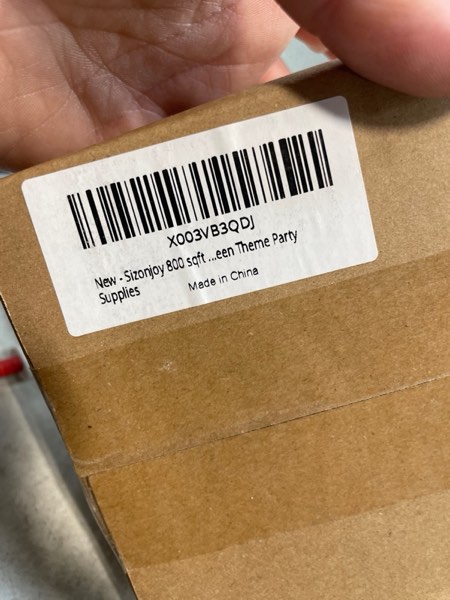 X003VB3QDJ
New - Sizonjoy 800 sqft ...een Theme Party
Supplies
Made in China